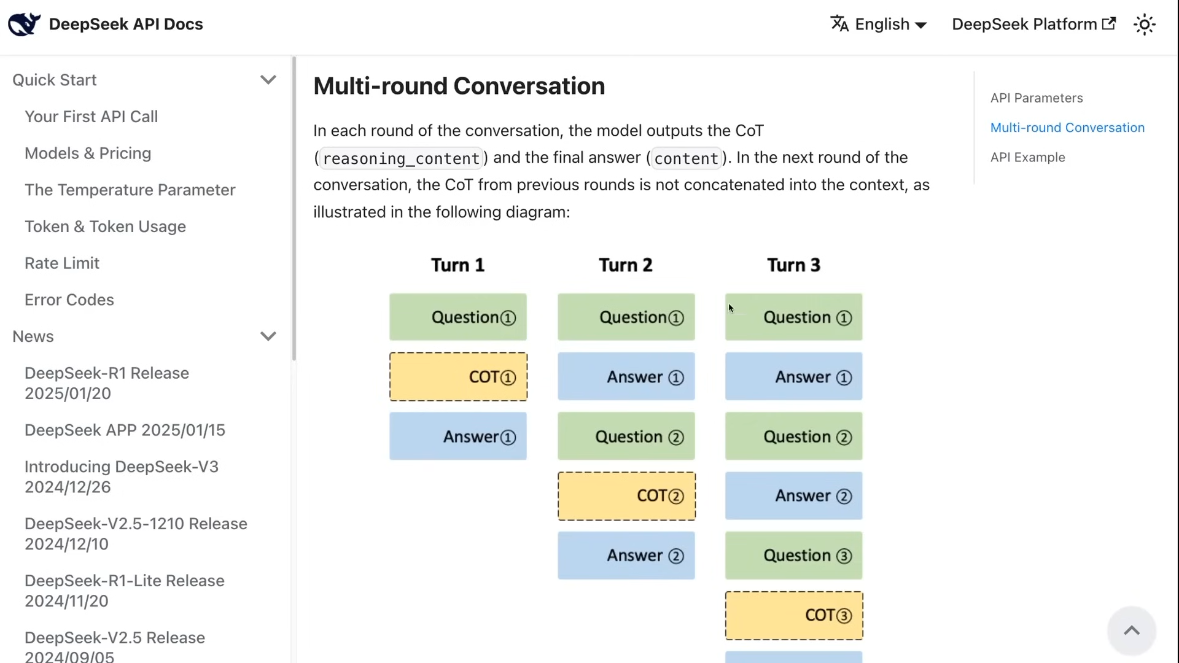 DeepSeek API Docs
English
DeepSeek Platform
Quick Start
Your First API Call
Models & Pricing
The Temperature Parameter
Token & Token Usage
Rate Limit
Error Codes
News
DeepSeek-R1 Release
2025/01/20
DeepSeek APP 2025/01/15
Introducing DeepSeek-V3
2024/12/26
DeepSeek-V2.5-1210 Release
2024/12/10
DeepSeek-R1-Lite Release
2024/11/20
DeepSeek-V2.5 Release
2024/09/05
Multi-round Conversation
In each round of the conversation, the model outputs the CoT
(reasoning_content) and the final answer (content). In the next round of the
conversation, the CoT from previous rounds is not concatenated into the context, as
illustrated in the following diagram:
Turn 1
Question①
COT①
Answer①
Turn 2
Question①
Answer ①
Question ②
COT②
Answer ②
Turn 3
Question ①
Answer ①
Question ②
Answer ②
Question ③
COT③
API Parameters
Multi-round Conversation
API Example